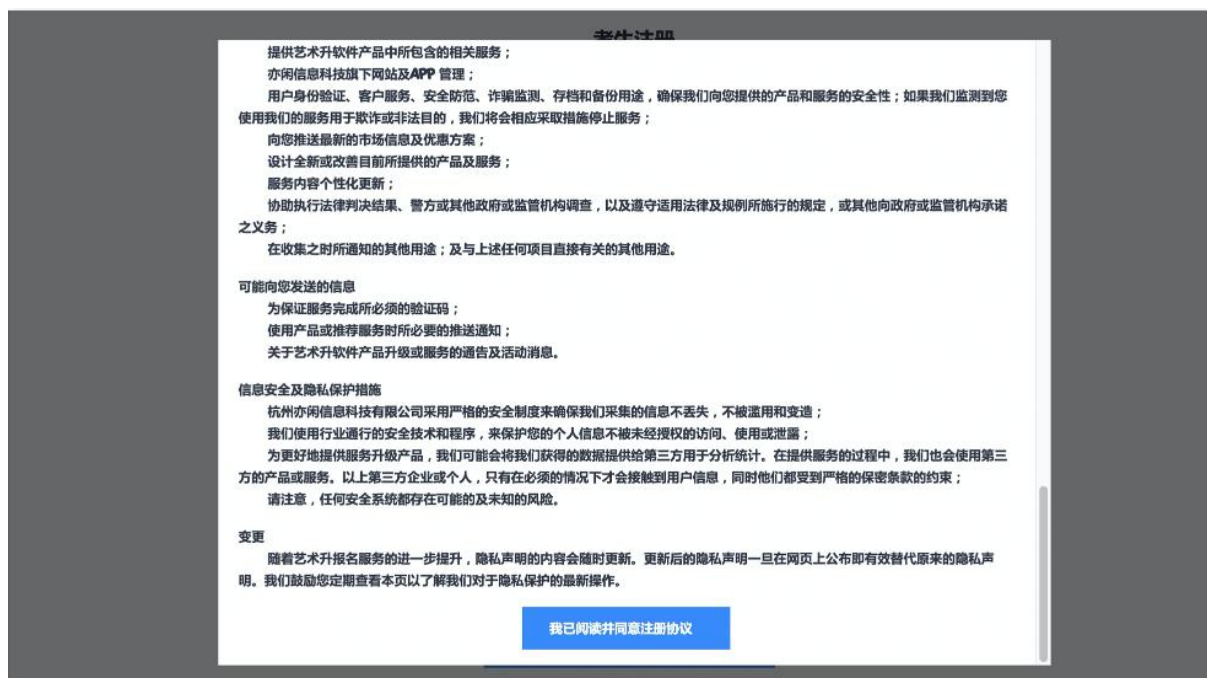 考生注册
提供艺术升软件产品中所包含的相关服务；
亦闲信息科技旗下网站及APP 管理；
用户身份验证、客户服务、安全防范、诈骗监测、存档和备份用途，确保我们向您提供的产品和服务的安全性；如果我们监测到您
使用我们的服务用于欺诈或非法目的，我们将会相应采取措施停止服务；
向您推送最新的市场信息及优惠方案；
设计全新或改善目前所提供的产品及服务；
服务内容个性化更新；
协助执行法律判决结果、警方或其他政府或监管机构调查，以及遵守适用法律及规例所施行的规定，或其他向政府或监管机构承诺
之义务；
在收集之时所通知的其他用途；及与上述任何项目直接有关的其他用途。
可能向您发送的信息
为保证服务完成所必须的验证码；
使用产品或推荐服务时所必要的推送通知；
关于艺术升软件产品升级或服务的通告及活动消息。
信息安全及隐私保护措施
杭州亦闲信息科技有限公司采用严格的安全制度来确保我们采集的信息不丢失，不被滥用和变造；
我们使用行业通行的安全技术和程序，来保护您的个人信息不被未经授权的访问、使用或泄露；
为更好地提供服务升级产品，我们可能会将我们获得的数据提供给第三方用于分析统计。在提供服务的过程中，我们也会使用第三
方的产品或服务。以上第三方企业或个人，只有在必须的情况下才会接触到用户信息，同时他们都受到严格的保密条款的约束；
请注意，任何安全系统都存在可能的及未知的风险。
变更
随着艺术升报名服务的进一步提升，隐私声明的内容会随时更新。更新后的隐私声明一旦在网页上公布即有效替代原来的隐私声
明。我们鼓励您定期查看本页以了解我们对于隐私保护的最新操作。
我已阅读并同意注册协议